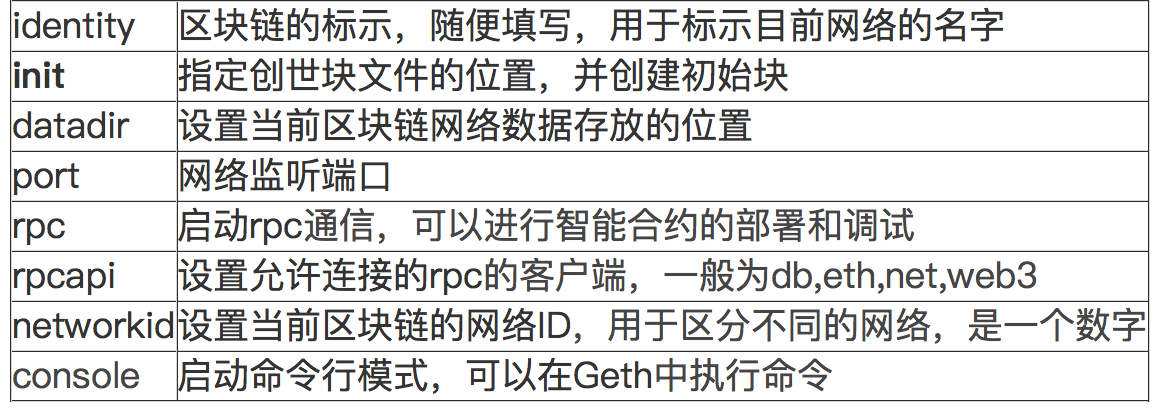 identity 区块链的标示，随便填写，用于标示目前网络的名字
init 指定创世块文件的位置，并创建初始块
datadir 设置当前区块链网络数据存放的位置
port 网络监听端口
rpc 启动rpc通信，可以进行智能合约的部署和调试
rpcapi 设置允许连接的rpc的客户端，一般为db,eth,net,web3
networkid 设置当前区块链的网络ID，用于区分不同的网络，是一个数字
console 启动命令行模式，可以在Geth中执行命令